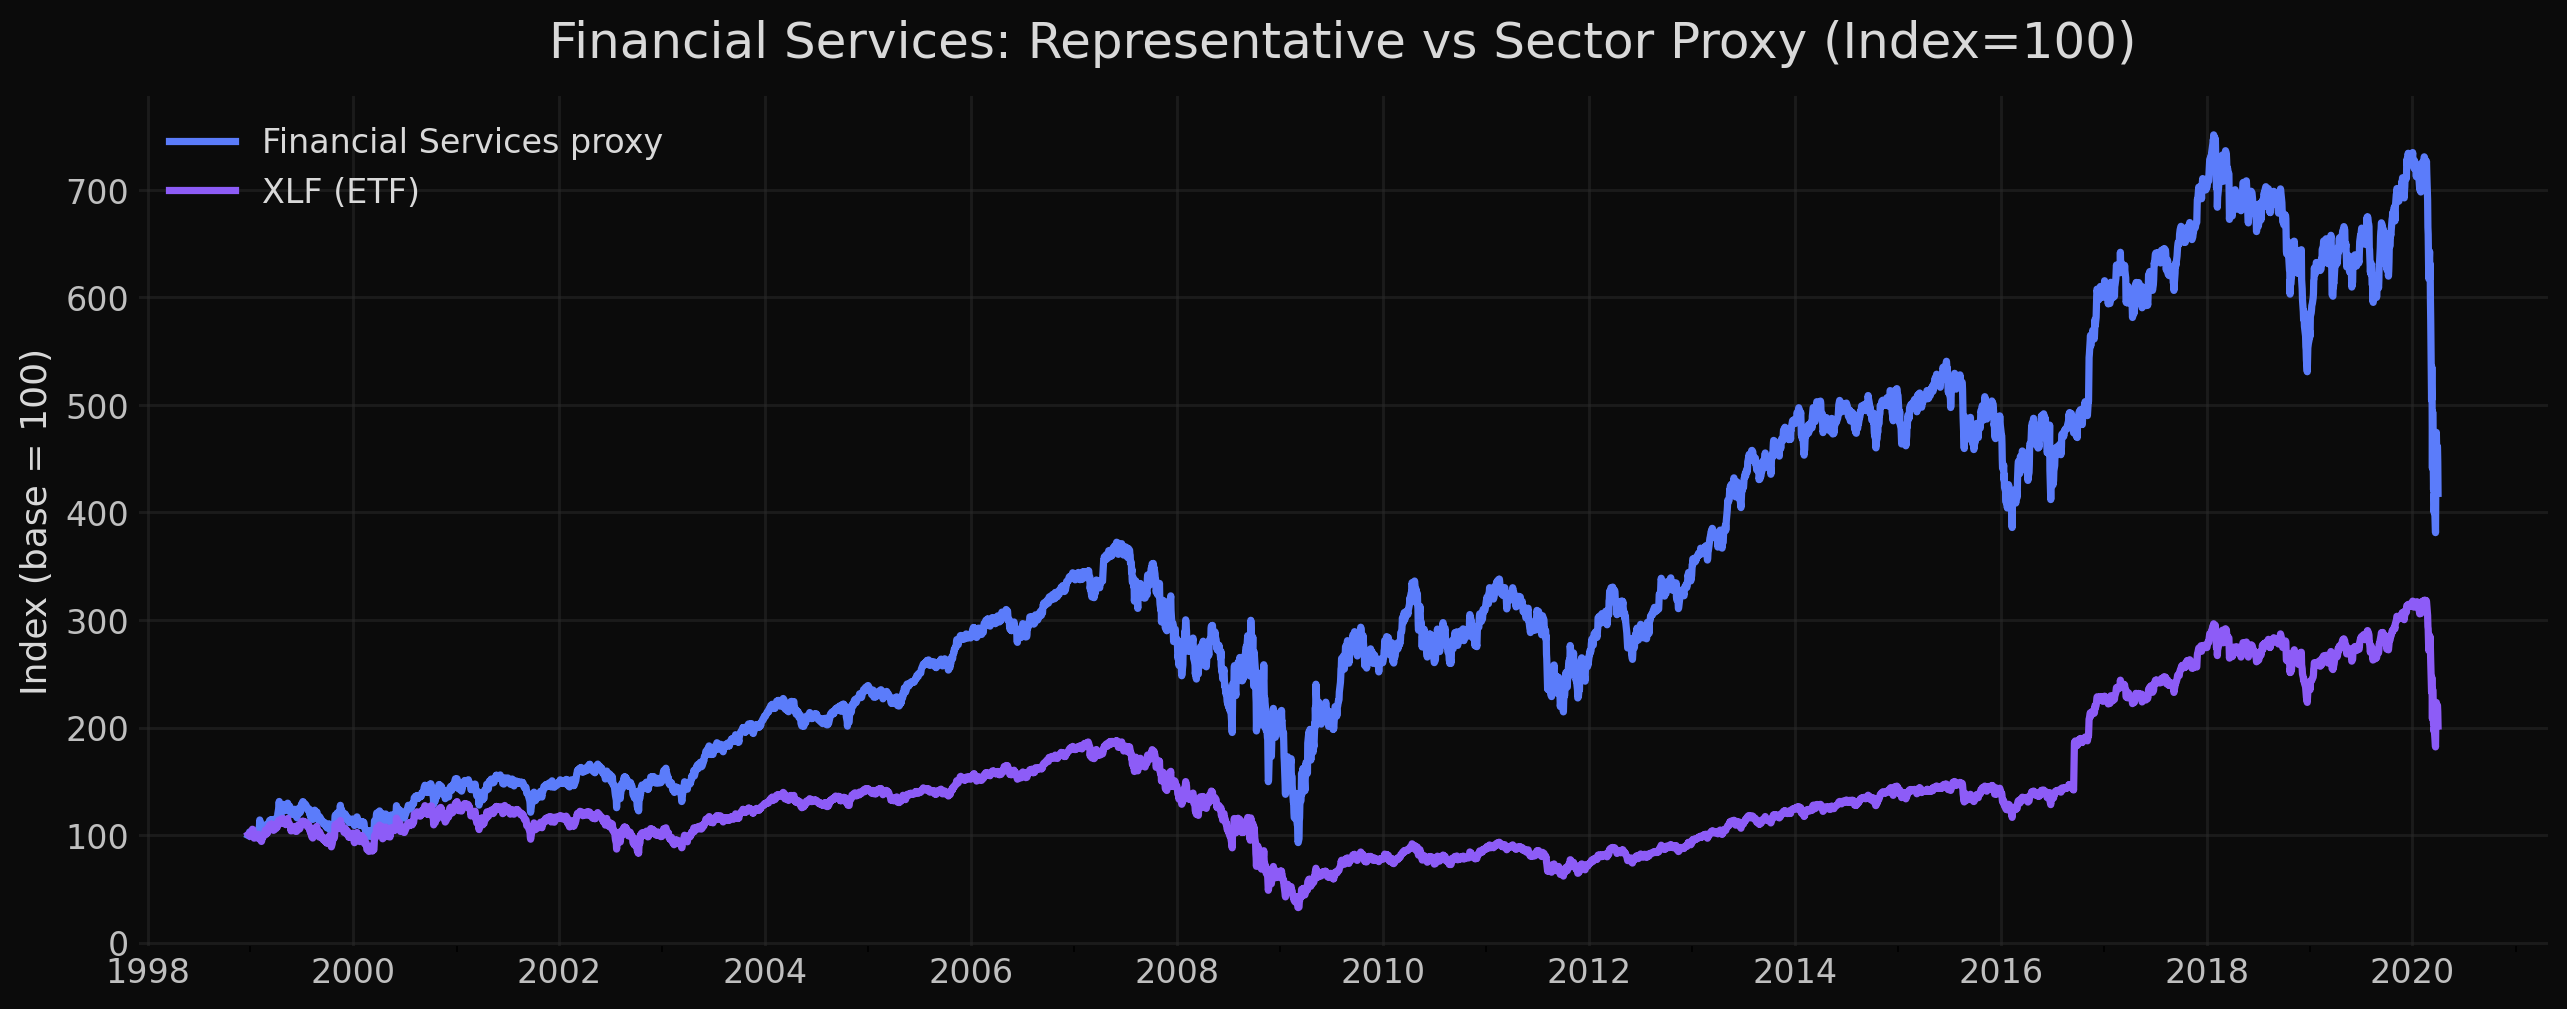 Financial Services: Representative vs Sector Proxy (Index=100)
Financial Services proxy
XLF (ETF)
Index (base = 100)
700
600
500
400
300
200
100
0
1998 2000 2002 2004 2006 2008 2010 2012 2014 2016 2018 2020